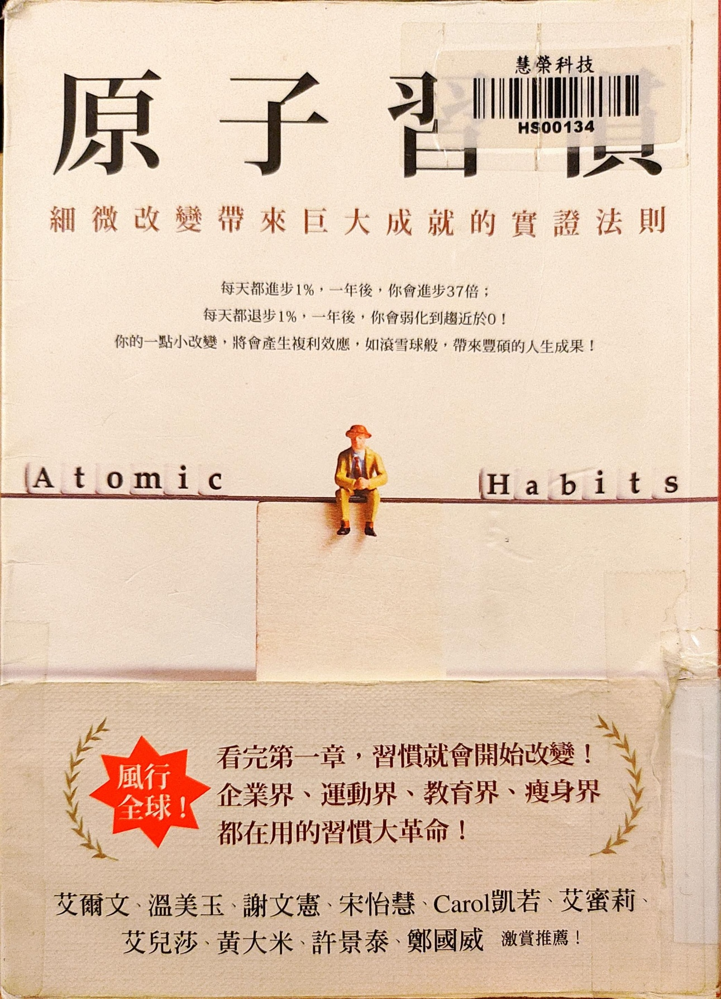 慧榮科技
HS00134
原子習慣
細微改變帶來巨大成就的實證法則
每天都進步1%，一年後，你會進步37倍；
每天都退步1%，一年後，你會弱化到趨近於0！
你的一點小改變，將會產生複利效應，如滾雪球般，帶來豐碩的人生成果！
Atomic Habits
風行
全球！
看完第一章，習慣就會開始改變！
企業界、運動界、教育界、瘦身界
都在用的習慣大革命！
艾爾文、溫美玉、謝文憲、宋怡慧、Carol凱若、艾蜜莉、
艾兒莎、黃大米、許景泰、鄭國威 激賞推薦！